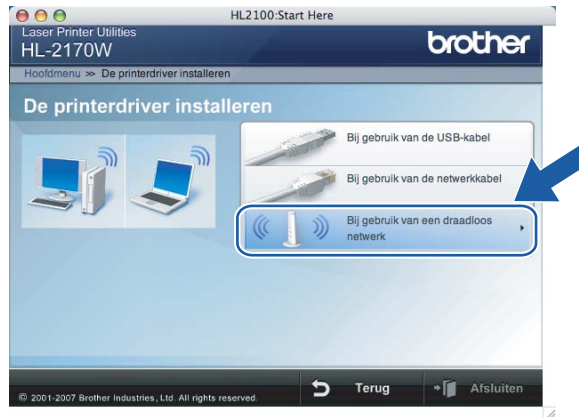 HL2100:Start Here
Laser Printer Utilities
HL-2170W
brother
Hoofdmenu >> De printerdriver installeren
De printerdriver installeren
Bij gebruik van de USB-kabel
Bij gebruik van de netwerkkabel
Bij gebruik van een draadloos
netwerk
© 2001-2007 Brother Industries, Ltd. All rights reserved.
Terug
Afsluiten